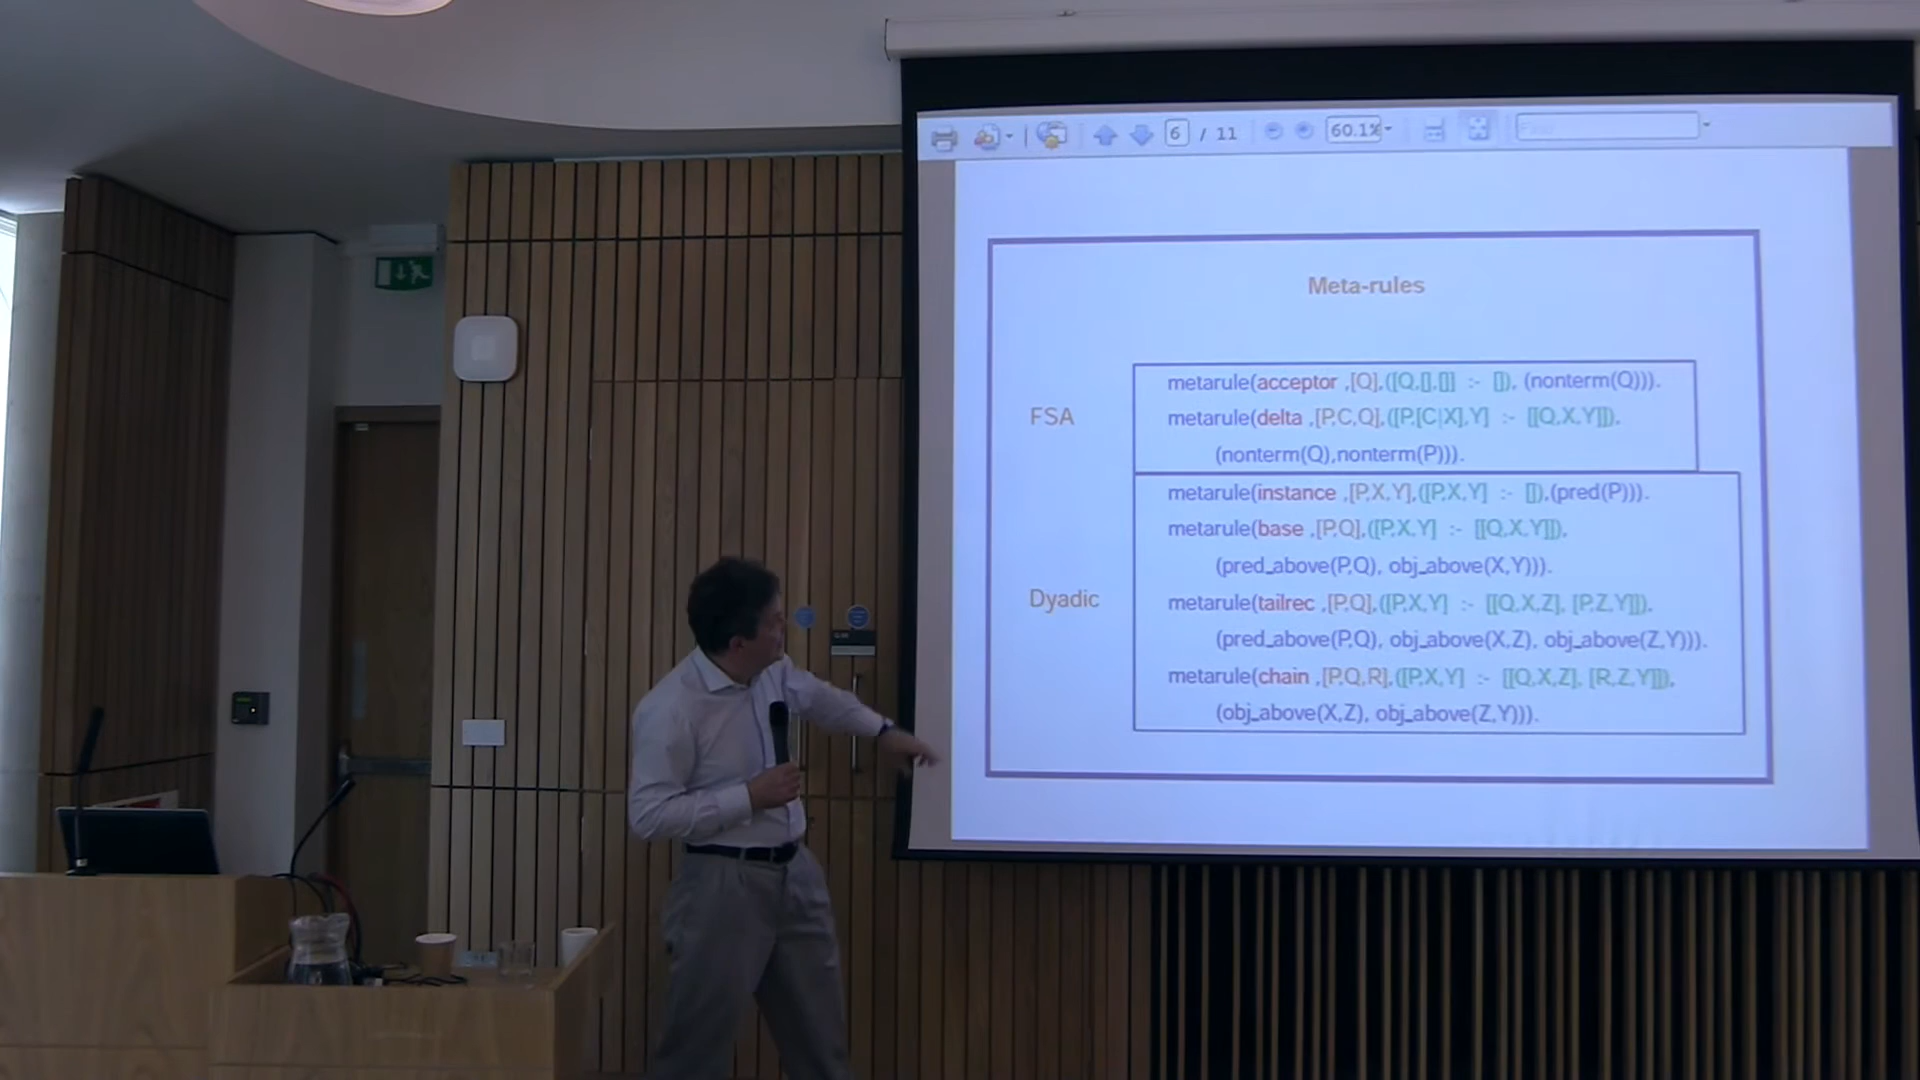 6 / 11 60.1%
Meta-rules
FSA
metarule(acceptor ,[Q],([Q,[],[]] :- []), (nonterm(Q))).
metarule(delta ,[P,C,Q],([P,[C|X],Y] :- [[Q,X,Y]]),
(nonterm(Q),nonterm(P))).
Dyadic
metarule(instance ,[P,X,Y],([P,X,Y] :- []),(pred(P))).
metarule(base ,[P,Q],([P,X,Y] :- [[Q,X,Y]]),
(pred_above(P,Q), obj_above(X,Y))).
metarule(tailrec ,[P,Q],([P,X,Y] :- [[Q,X,Z], [P,Z,Y]]),
(pred_above(P,Q), obj_above(X,Z), obj_above(Z,Y))).
metarule(chain ,[P,Q,R],([P,X,Y] :- [[Q,X,Z], [R,Z,Y]]),
(obj_above(X,Z), obj_above(Z,Y))).